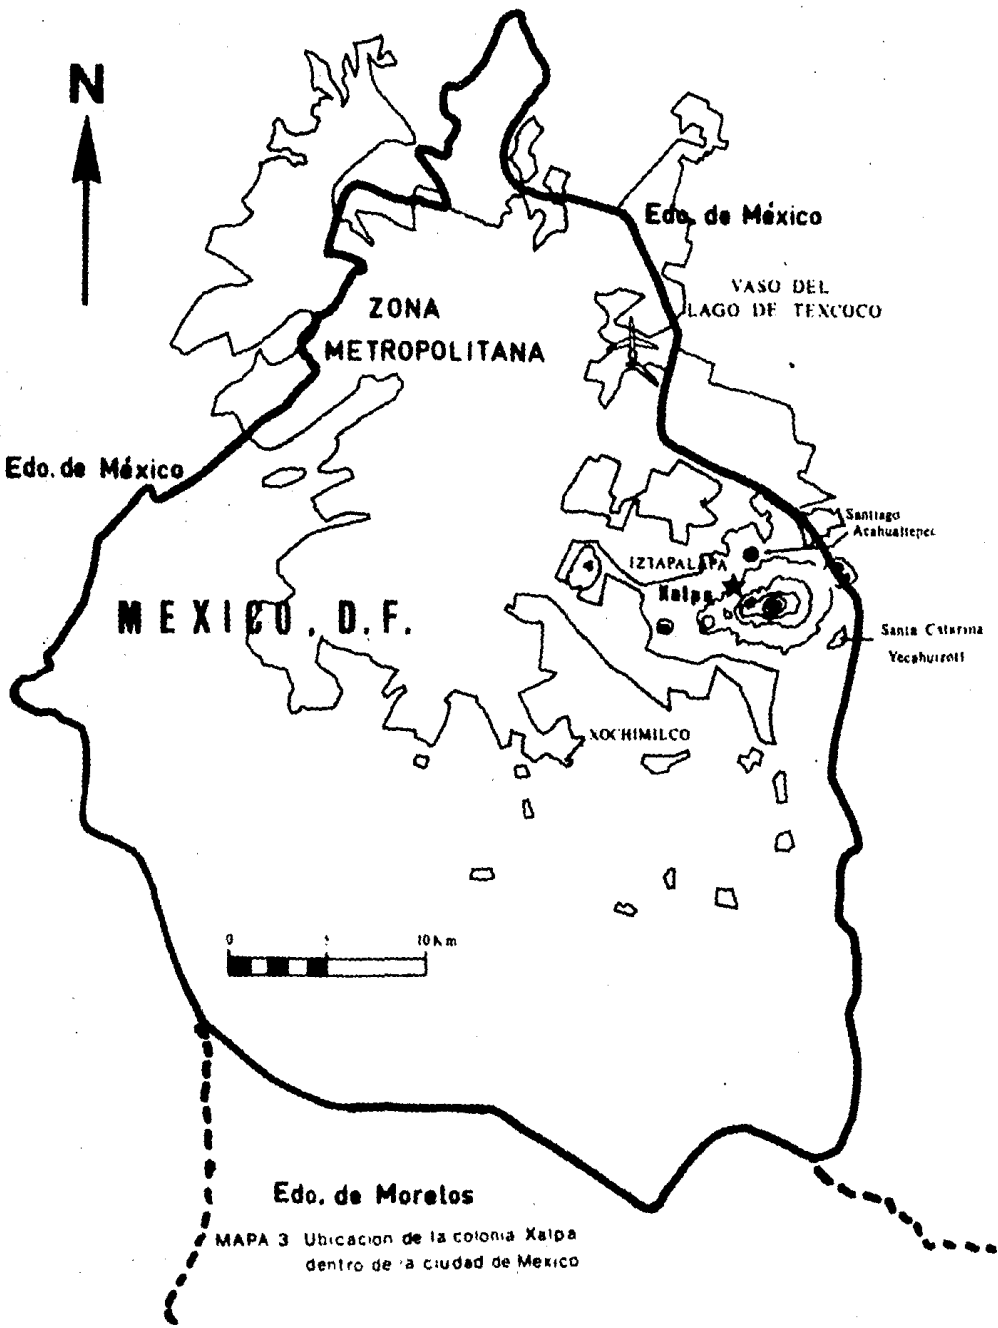 N
Edo. de México
VASO DEL
LAGO DE TEXCOCO
ZONA
METROPOLITANA
Edo. de México
Santiago
Acahualtepec
IZTAPALAPA
Xalpa
MEXICO, D.F.
Santa Catarina
Yecahuizotl
XOCHIMILCO
0 5 10 Km
Edo. de Morelos
MAPA 3 Ubicacion de la colonia Xalpa
dentro de la ciudad de Mexico